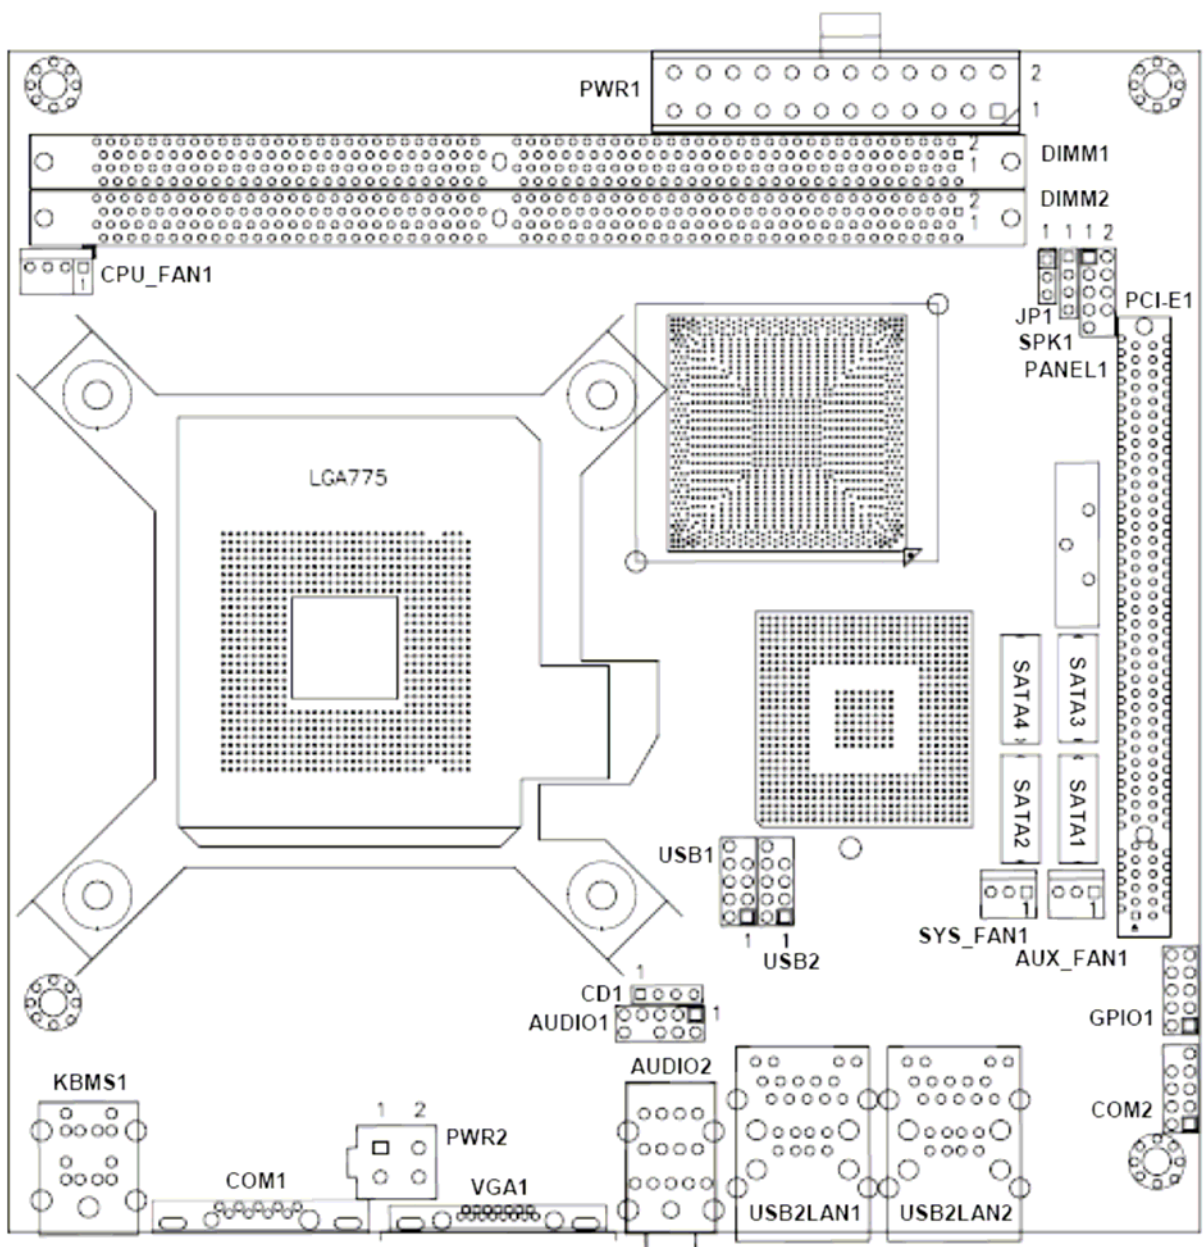 PWR1
2
1
DIMM1
2
1
DIMM2
2
1
1 1 1 2
CPU_FAN1
1
PCI-E1
JP1
SPK1
PANEL1
LGA775
SATA4
SATA3
SATA2
SATA1
USB1
1
1
USB2
SYS_FAN1
1
AUX_FAN1
1
CD1
1
AUDIO1
1
GPIO1
AUDIO2
KBMS1
COM2
1 2
PWR2
COM1
VGA1
USB2LAN1
USB2LAN2